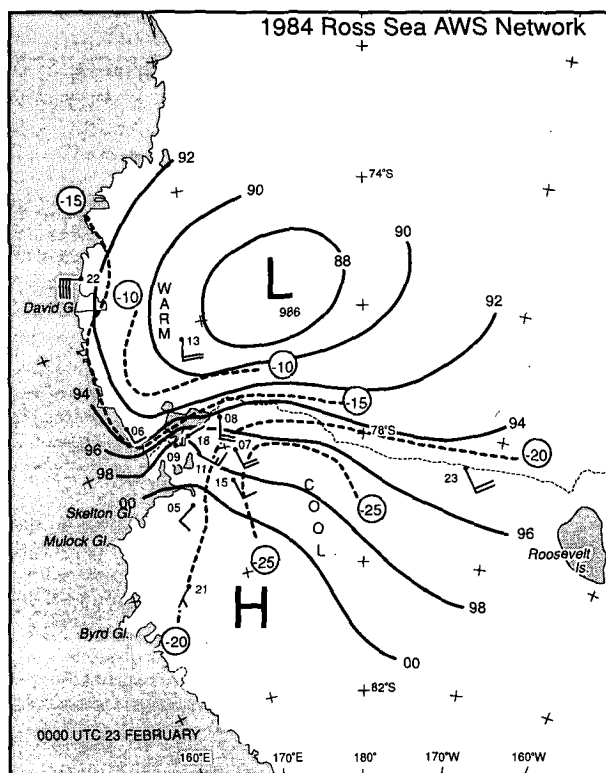 1984 Ross Sea AWS Network
92
74°S
-15
90
90
88
W
A
R
M
L
986
22
David Gl.
-10
92
13
-10
-15
94
94
06
08
78°S
96
18
07
-20
98
09
11
15
23
00
05
C
O
O
L
-25
96
Skelton Gl.
Mulock Gl.
-25
Roosevelt
Is.
21
H
98
Byrd Gl.
-20
00
82°S
0000 UTC 23 FEBRUARY
160°E
170°E
180°
170°W
160°W